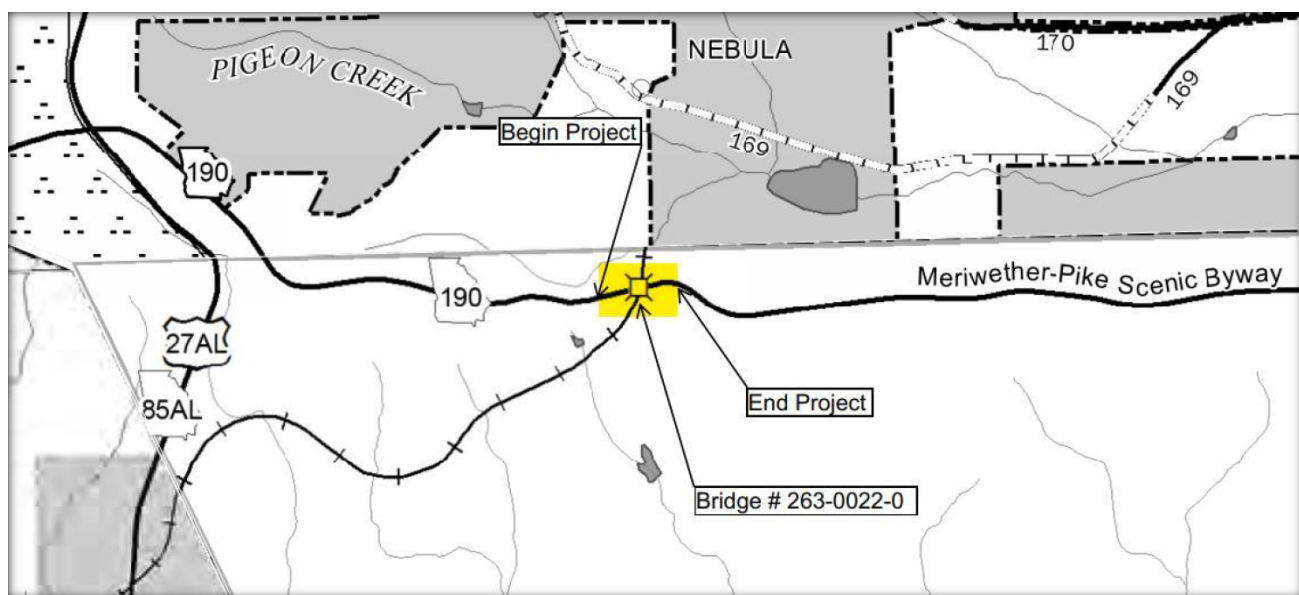 PIGEON CREEK
NEBULA
170
169
Begin Project
169
190
190
Meriwether-Pike Scenic Byway
27AL
85AL
End Project
Bridge # 263-0022-0